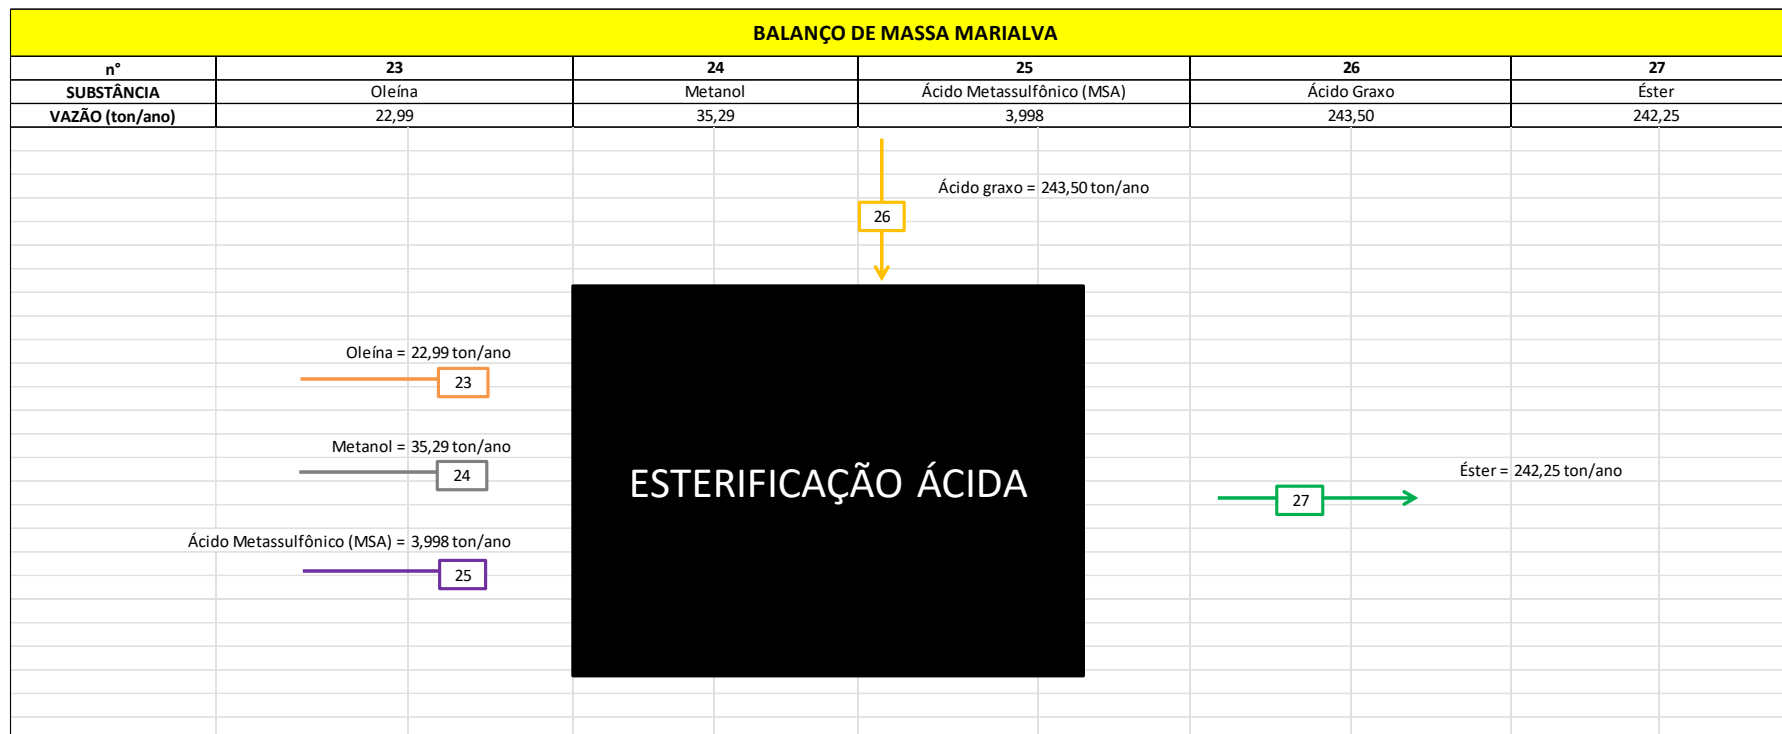 BALANÇO DE MASSA MARIALVA
n° 23 24 25 26 27
SUBSTÂNCIA Oleína Metanol Ácido Metassulfônico (MSA) Ácido Graxo Éster
VAZÃO (ton/ano) 22,99 35,29 3,998 243,50 242,25
Ácido graxo = 243,50 ton/ano
26
Oleína = 22,99 ton/ano
23
Metanol = 35,29 ton/ano
24
ESTERIFICAÇÃO ÁCIDA
Éster = 242,25 ton/ano
27
Ácido Metassulfônico (MSA) = 3,998 ton/ano
25